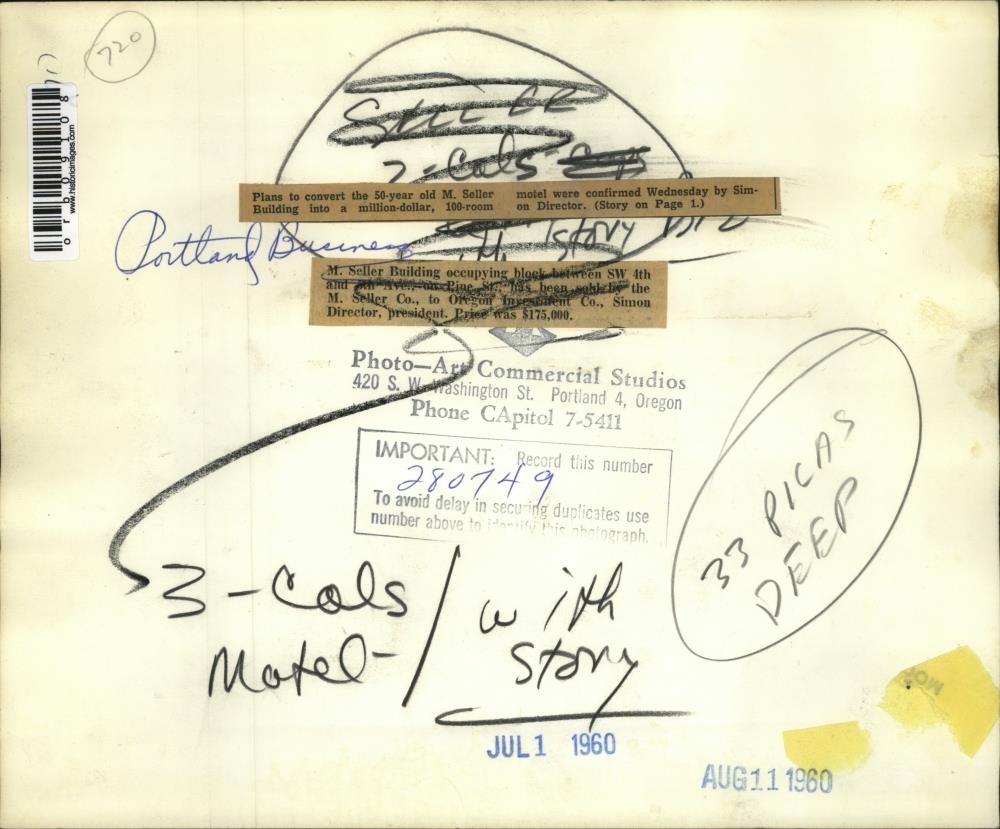 720
www.historicimages.com
SELLER
2-Cols
Plans to convert the 50-year old M. Seller
Building into a million-dollar, 100-room
motel were confirmed Wednesday by Sim-
on Director. (Story on Page 1.)
story
Portland Business
M. Seller Building occupying block between SW 4th
and 5th Ave., on Pine St., has been sold by the
M. Seller Co., to Oregon Investment Co., Simon
Director, president. Price was $175,000.
Photo—Art Commercial Studios
420 S. W. Washington St. Portland 4, Oregon
Phone CApitol 7-5411
IMPORTANT: Record this number
280749
To avoid delay in securing duplicates use
number above to identify this photograph.
33 PICAS
DEEP
3-Cols / with
Motel- story
JUL 1 1960
AUG 11 1960